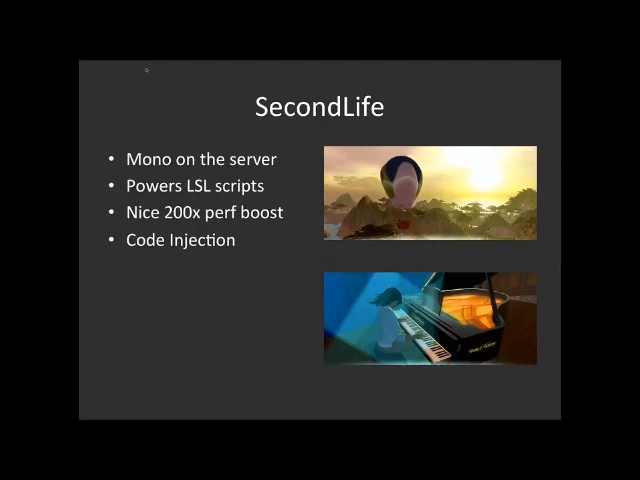 SecondLife
• Mono on the server
• Powers LSL scripts
• Nice 200x perf boost
• Code Injection